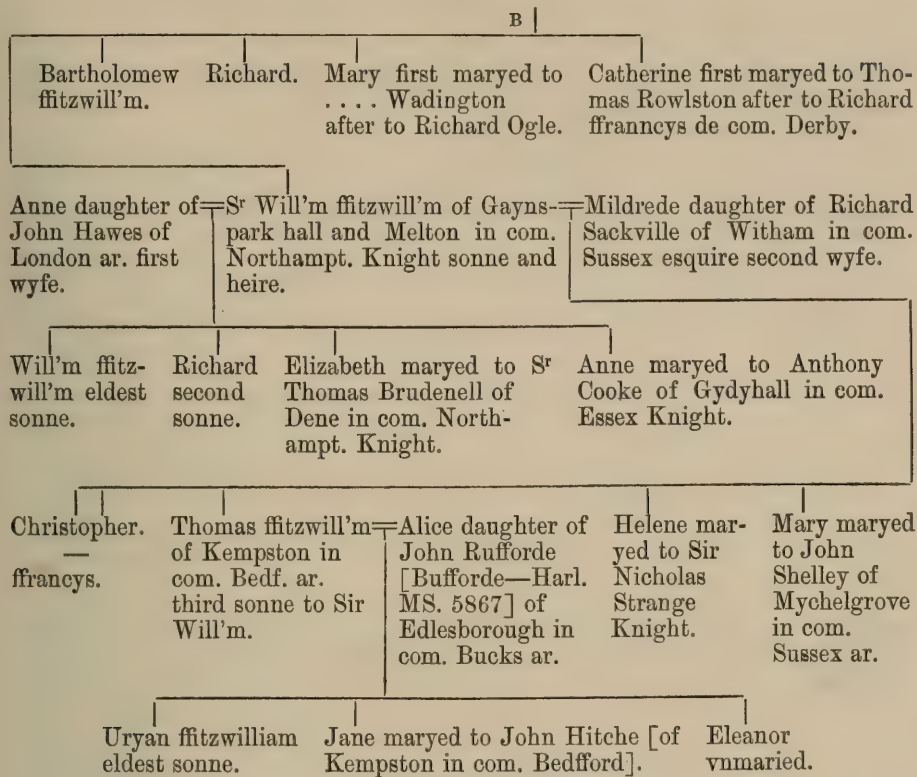 B
Bartholomew
ffitzwill'm.
Richard.
Mary first maryed to
.... Wadington
after to Richard Ogle.
Catherine first maryed to Tho-
mas Rowlston after to Richard
ffranncys de com. Derby.
Anne daughter of
John Hawes of
London ar. first
wyfe.
Sr Will'm ffitzwill'm of Gayns-
park hall and Melton in com.
Northampt. Knight sonne and
heire.
Mildrede daughter of Richard
Sackville of Witham in com.
Sussex esquire second wyfe.
Will'm ffitz-
will'm eldest
sonne.
Richard
second
sonne.
Elizabeth maryed to Sr
Thomas Brudenell of
Dene in com. North-
ampt. Knight.
Anne maryed to Anthony
Cooke of Gydyhall in com.
Essex Knight.
Christopher.
—
ffrancys.
Thomas ffitzwill'm
of Kempston in
com. Bedf. ar.
third sonne to Sir
Will'm.
Alice daughter of
John Rufforde
[Bufforde—Harl.
MS. 5867] of
Edlesborough in
com. Bucks ar.
Helene mar-
yed to Sir
Nicholas
Strange
Knight.
Mary maryed
to John
Shelley of
Mychelgrove
in com.
Sussex ar.
Uryan ffitzwilliam
eldest sonne.
Jane maryed to John Hitche [of
Kempston in com. Bedfford].
Eleanor
vnmaried.